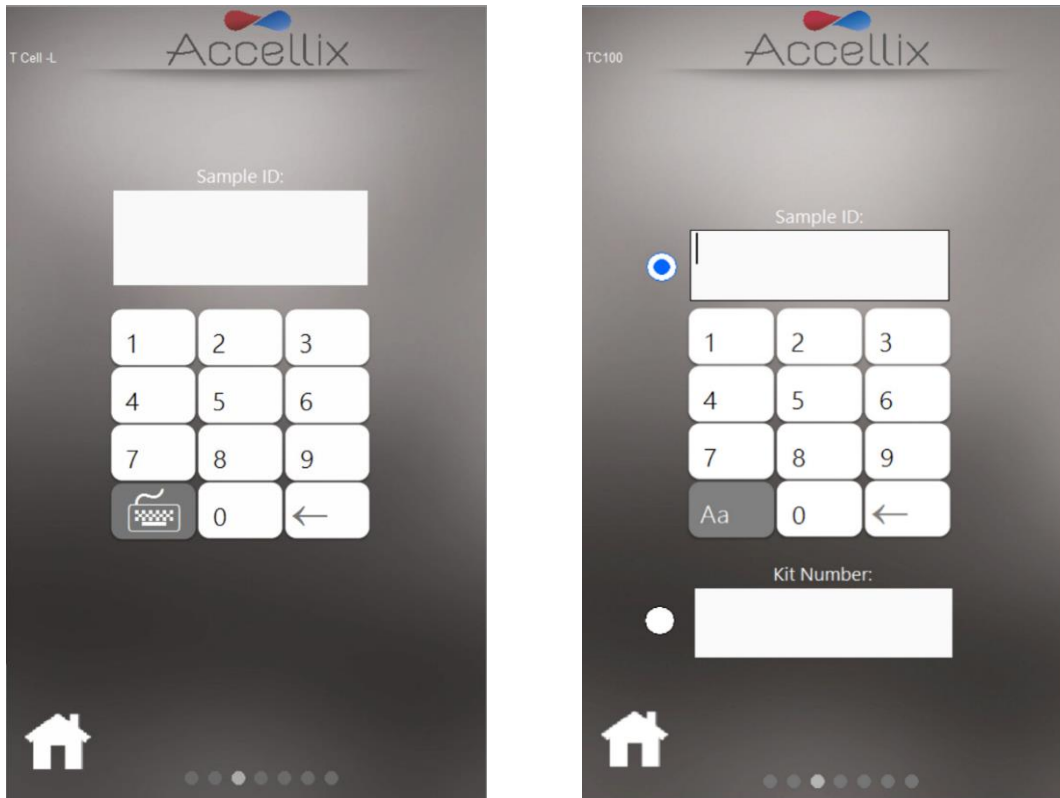 T Cell -L
Accellix
Sample ID:
1 2 3
4 5 6
7 8 9
0 ←
TC100
Accellix
Sample ID:
1 2 3
4 5 6
7 8 9
Aa 0 ←
Kit Number: